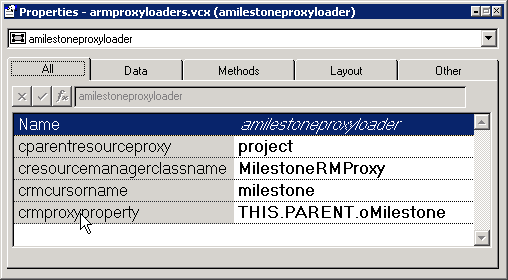 Properties - armproxyloaders.vcx (amilestoneproxyloader)
amilestoneproxyloader
All Data Methods Layout Other
fx amilestoneproxyloader
Name amilestoneproxyloader
cparentresourceproxy project
cresourcemanagerclassname MilestoneRMProxy
crmcursorname milestone
crmproxyproperty THIS.PARENT.oMilestone